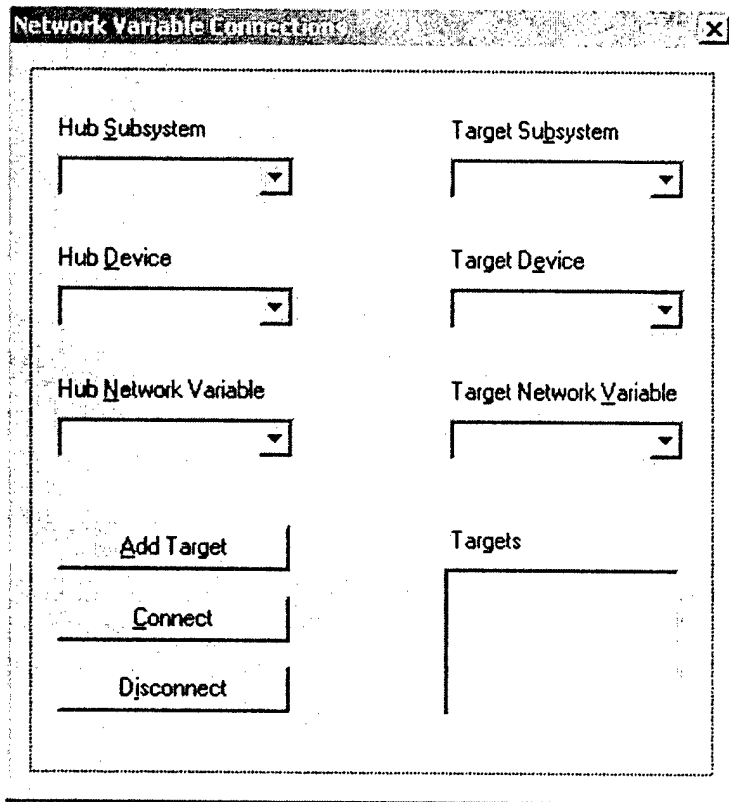 Network Variable Connections
Hub Subsystem
Target Subsystem
Hub Device
Target Device
Hub Network Variable
Target Network Variable
Add Target
Targets
Connect
Disconnect